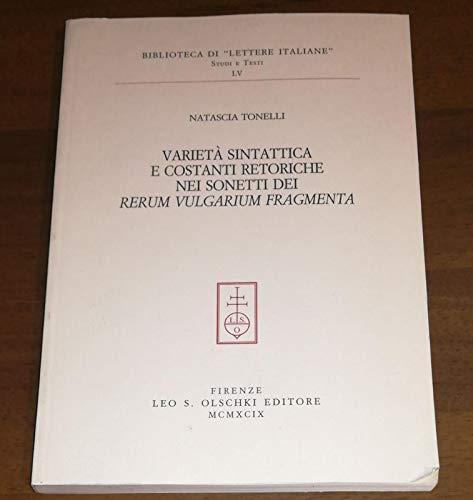 BIBLIOTECA DI "LETTERE ITALIANE"
STUDI E TESTI
LV
NATASCIA TONELLI
VARIETÀ SINTATTICA
E COSTANTI RETORICHE
NEI SONETTI DEI
RERUM VULGARIUM FRAGMENTA
L S
O
FIRENZE
LEO S. OLSCHKI EDITORE
MCMXCIX